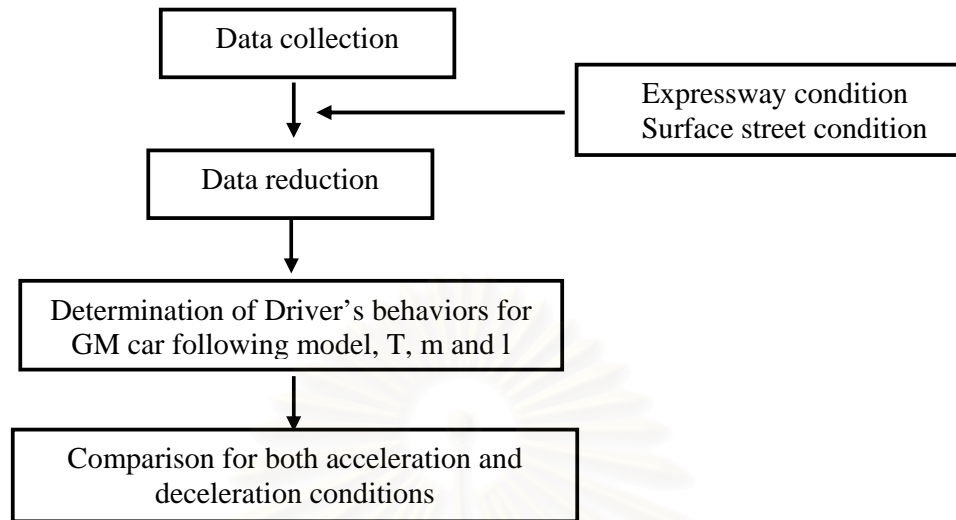 Data collection
Expressway condition
Surface street condition
Data reduction
Determination of Driver's behaviors for
GM car following model, T, m and l
Comparison for both acceleration and
deceleration conditions